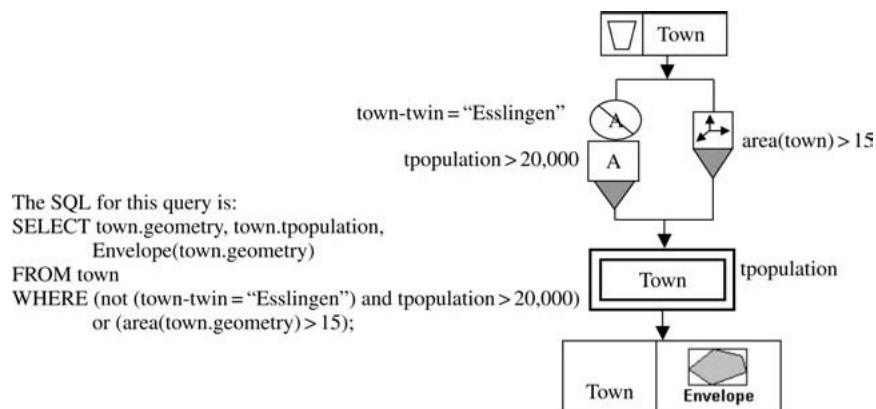 Town
town-twin = “Esslingen”
A
tpopulation > 20,000
A
area(town) > 15
The SQL for this query is:
SELECT town.geometry, town.tpopulation,
Envelope(town.geometry)
FROM town
WHERE (not (town-twin = “Esslingen”) and tpopulation > 20,000)
or (area(town.geometry) > 15);
Town
tpopulation
Town
Envelope